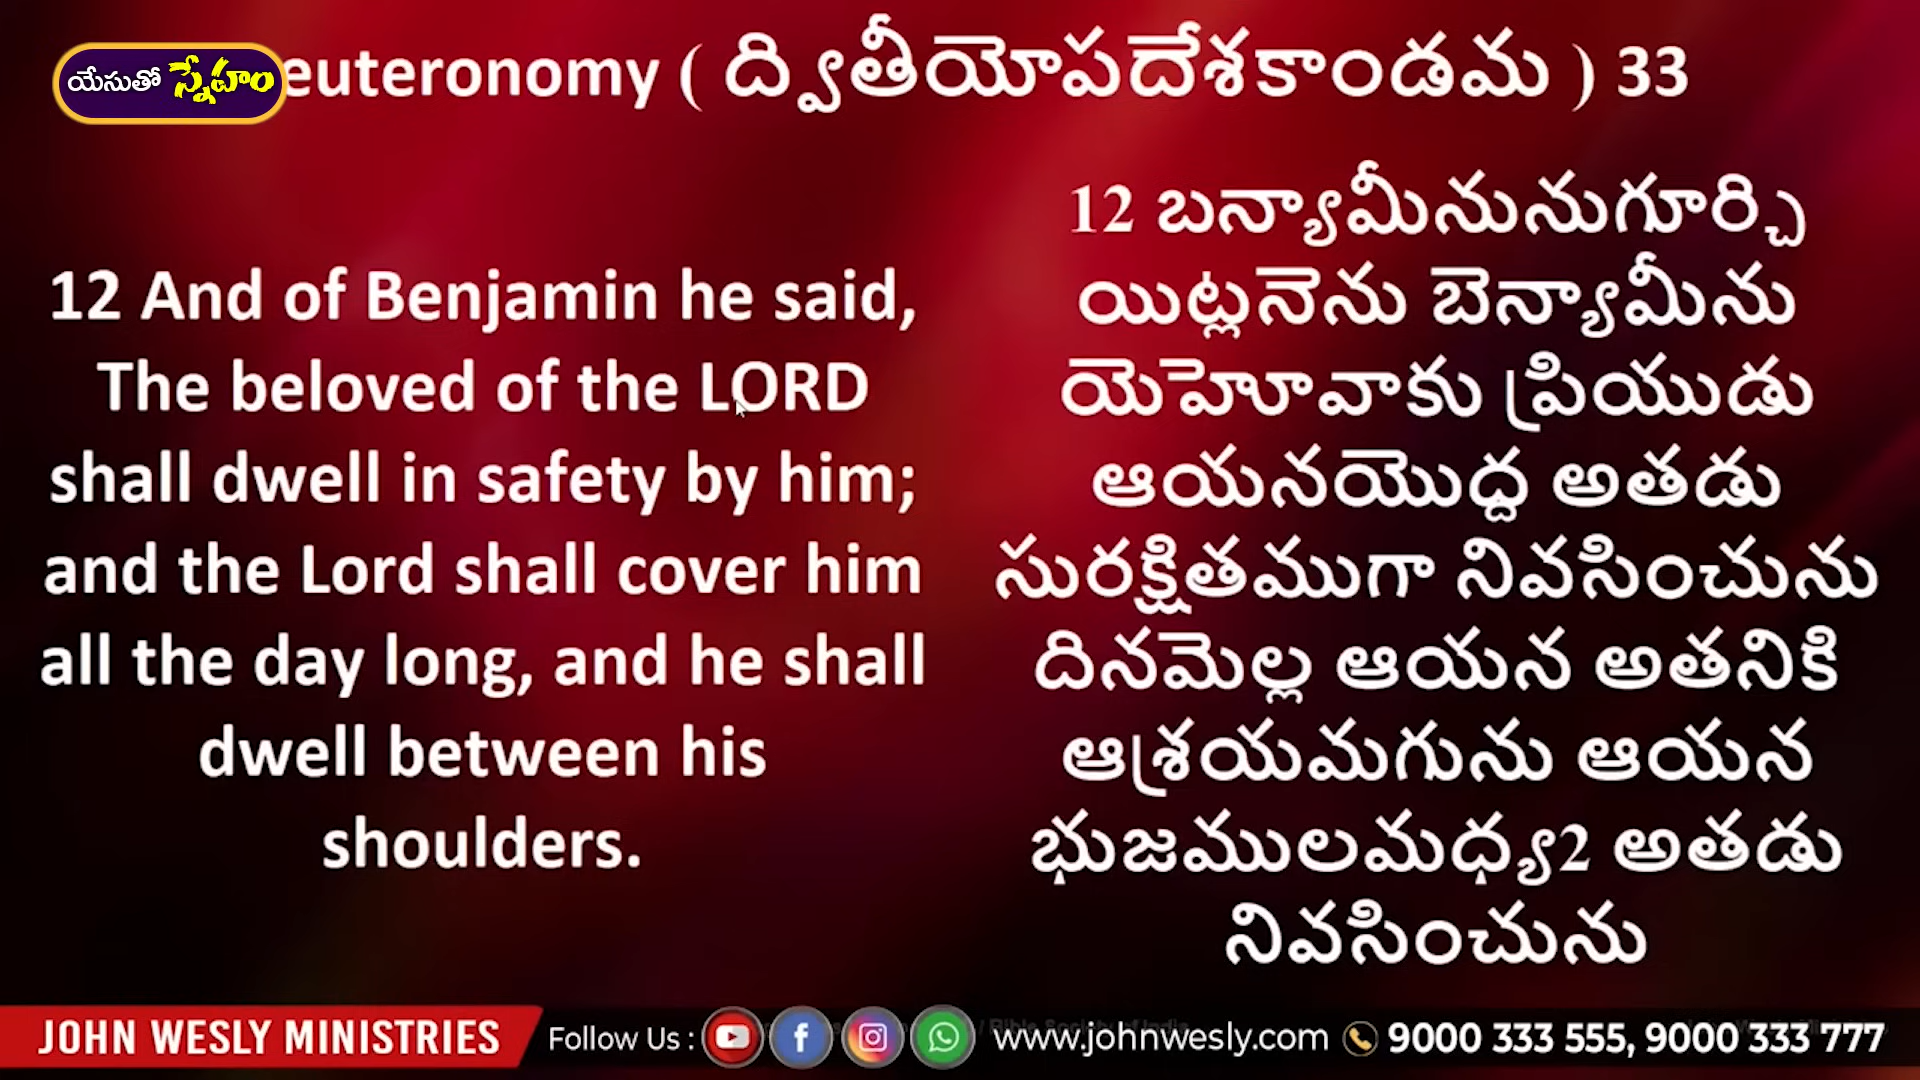 యేసుతో స్నేహం
euteronomy ( ద్వితీయోపదేశకాండమ ) 33
12 And of Benjamin he said,
The beloved of the LORD
shall dwell in safety by him;
and the Lord shall cover him
all the day long, and he shall
dwell between his
shoulders.
12 బన్యామీనునుగూర్చి
యిట్లనెను బెన్యామీను
యెహెూవాకు ప్రియుడు
ఆయనయొద్ద అతడు
సురక్షితముగా నివసించును
దినమెల్ల ఆయన అతనికి
ఆశ్రయమగును ఆయన
భుజములమధ్య2 అతడు
నివసించును
JOHN WESLY MINISTRIES Follow Us : www.johnwesly.com 9000 333 555, 9000 333 777